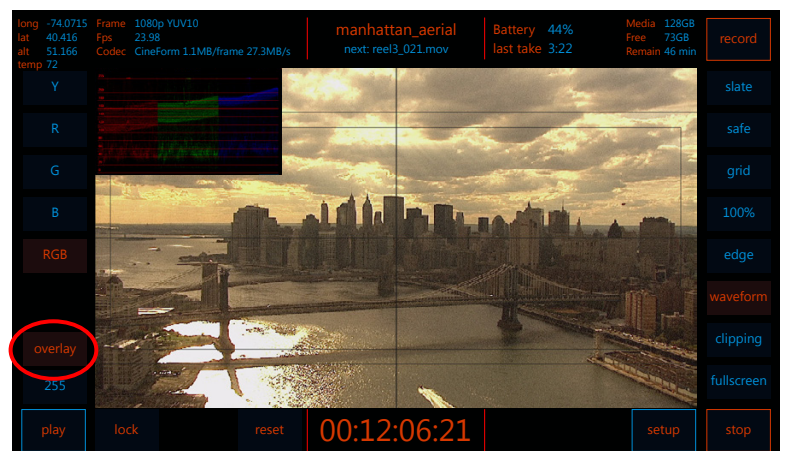 long -74.0715
lat 40.416
alt 51.166
temp 72
Frame 1080p YUV10
Fps 23.98
Codec CineForm 1.1MB/frame 27.3MB/s
manhattan_aerial
next: reel3_021.mov
Battery 44%
last take 3:22
Media 128GB
Free 73GB
Remain 46 min
record
Y
R
G
B
RGB
overlay
255
slate
safe
grid
100%
edge
waveform
clipping
fullscreen
play
lock
reset
00:12:06:21
setup
stop